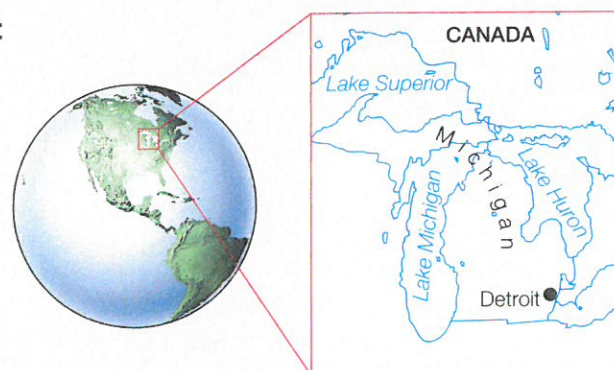 :
CANADA
Lake Superior
Michigan
Lake Huron
Lake Michigan
Detroit